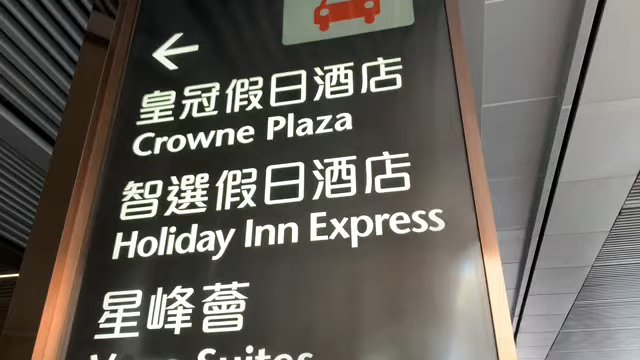 皇冠假日酒店
Crowne Plaza
智選假日酒店
Holiday Inn Express
星峰薈
Suites